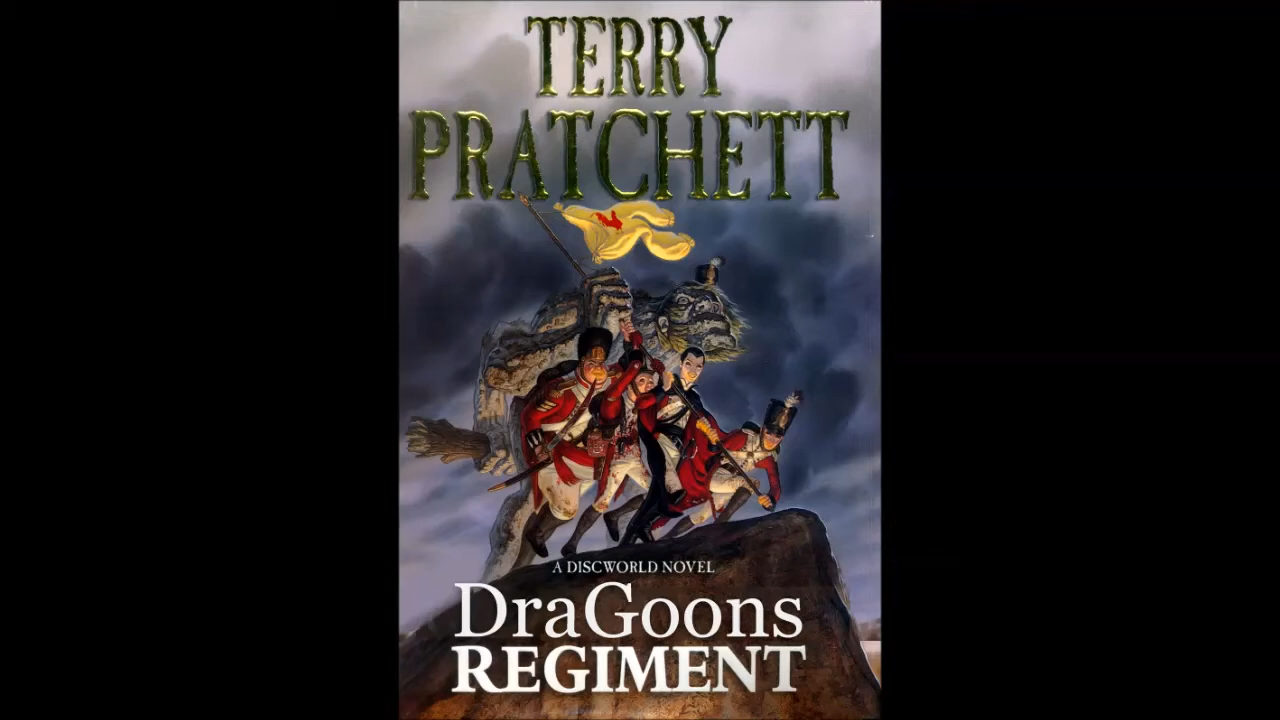 TERRY
PRATCHETT
A DISCWORLD NOVEL
DraGoons
REGIMENT